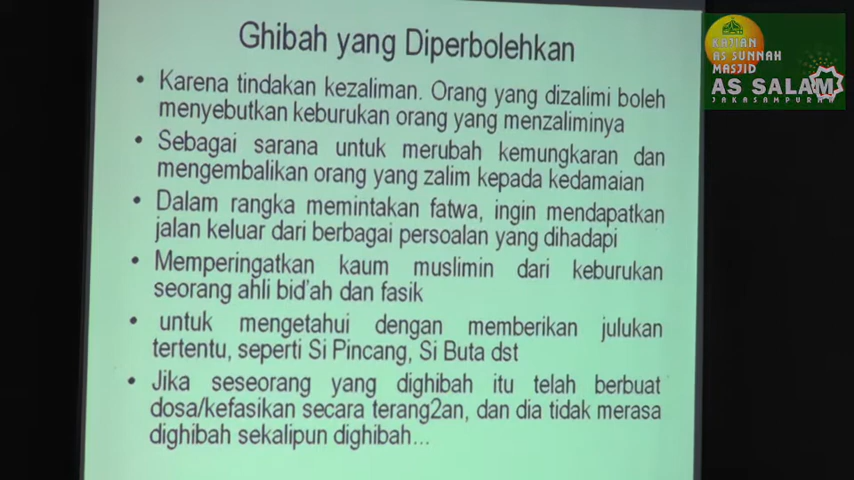 Ghibah yang Diperbolehkan
• Karena tindakan kezaliman. Orang yang dizalimi boleh
menyebutkan keburukan orang yang menzaliminya
• Sebagai sarana untuk merubah kemungkaran dan
mengembalikan orang yang zalim kepada kedamaian
• Dalam rangka memintakan fatwa, ingin mendapatkan
jalan keluar dari berbagai persoalan yang dihadapi
• Memperingatkan kaum muslimin dari keburukan
seorang ahli bid'ah dan fasik
• untuk mengetahui dengan memberikan julukan
tertentu, seperti Si Pincang, Si Buta dst
• Jika seseorang yang dighibah itu telah berbuat
dosa/kefasikan secara terang2an, dan dia tidak merasa
dighibah sekalipun dighibah...
KAJIAN
AS SUNNAH
MASJID
AS SALAM
JAKASAMPURNA